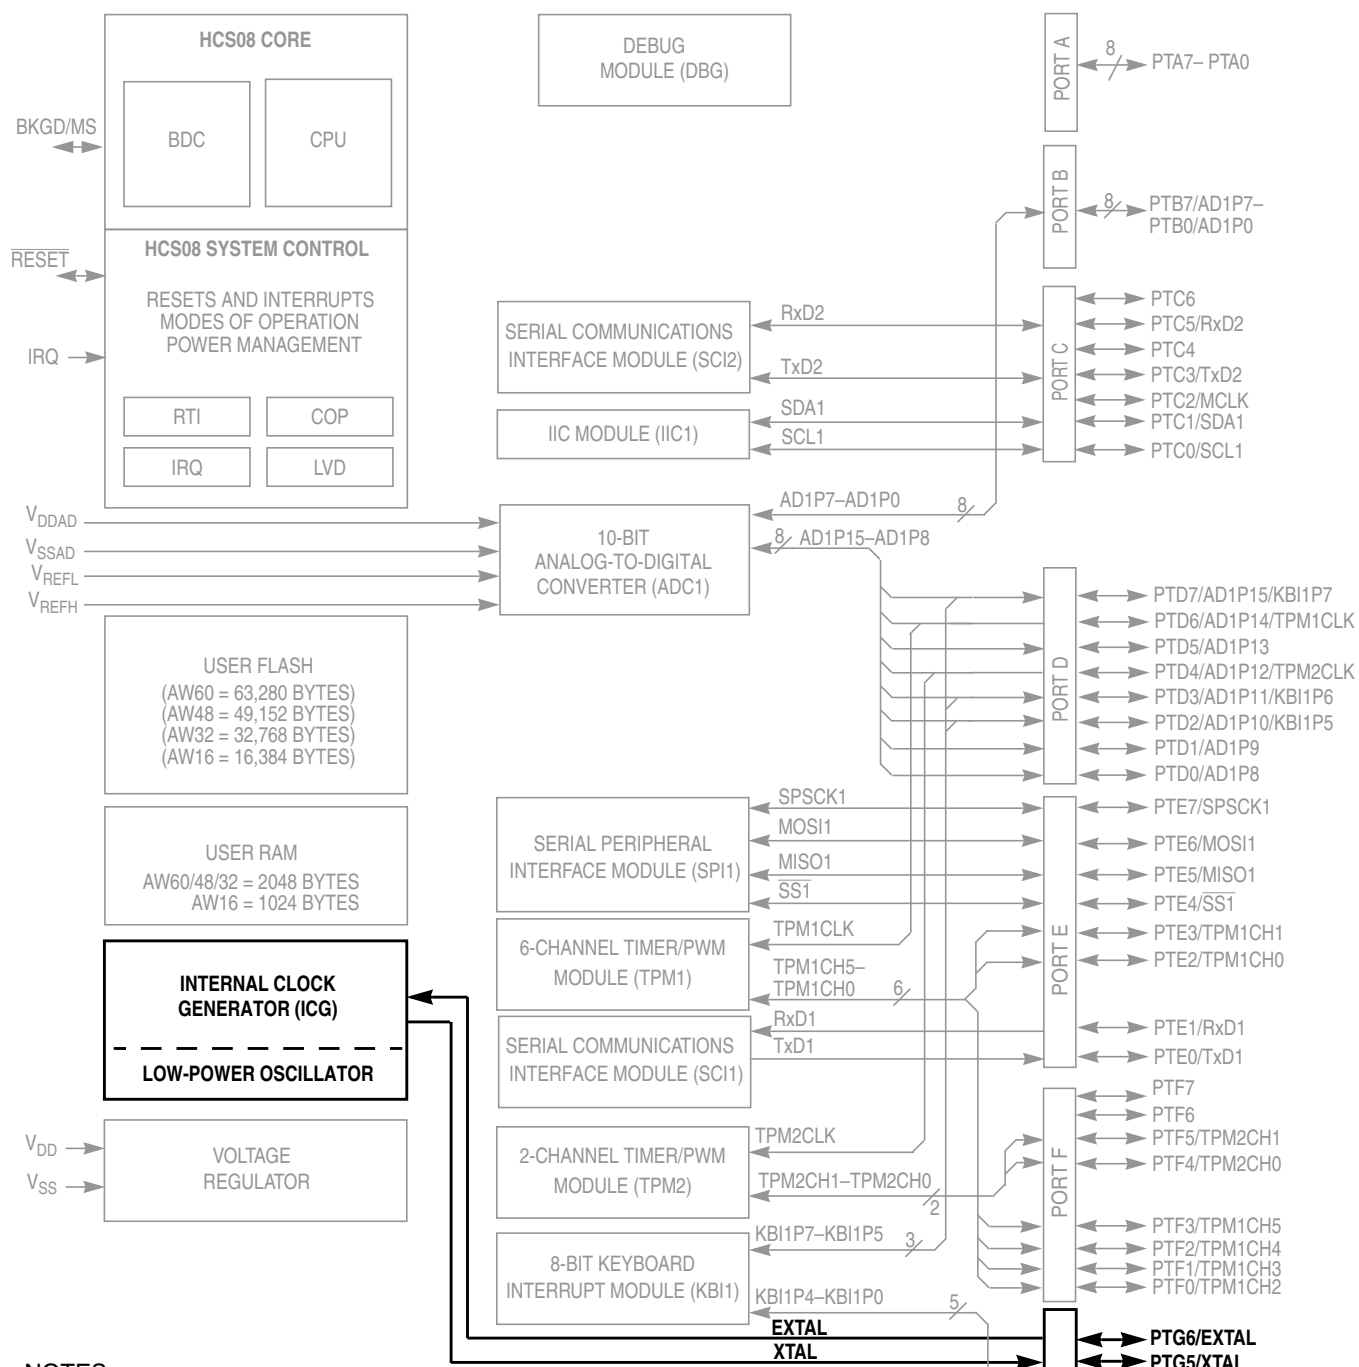 HCS08 CORE
BDC
CPU
BKGD/MS
HCS08 SYSTEM CONTROL
RESET
RESETS AND INTERRUPTS
MODES OF OPERATION
POWER MANAGEMENT
IRQ
RTI
COP
IRQ
LVD
VDDAD
VSSAD
VREFL
VREFH
USER FLASH
(AW60 = 63,280 BYTES)
(AW48 = 49,152 BYTES)
(AW32 = 32,768 BYTES)
(AW16 = 16,384 BYTES)
USER RAM
AW60/48/32 = 2048 BYTES
AW16 = 1024 BYTES
INTERNAL CLOCK
GENERATOR (ICG)
LOW-POWER OSCILLATOR
VDD
VSS
VOLTAGE
REGULATOR
DEBUG
MODULE (DBG)
SERIAL COMMUNICATIONS
INTERFACE MODULE (SCI2)
RxD2
TxD2
IIC MODULE (IIC1)
SDA1
SCL1
10-BIT
ANALOG-TO-DIGITAL
CONVERTER (ADC1)
AD1P7–AD1P0
8
8
AD1P15–AD1P8
SERIAL PERIPHERAL
INTERFACE MODULE (SPI1)
SPSCK1
MOSI1
MISO1
SS1
6-CHANNEL TIMER/PWM
MODULE (TPM1)
TPM1CLK
TPM1CH5–
TPM1CH0
6
SERIAL COMMUNICATIONS
INTERFACE MODULE (SCI1)
RxD1
TxD1
2-CHANNEL TIMER/PWM
MODULE (TPM2)
TPM2CLK
TPM2CH1–TPM2CH0
2
8-BIT KEYBOARD
INTERRUPT MODULE (KBI1)
KBI1P7–KBI1P5
3
KBI1P4–KBI1P0
5
EXTAL
XTAL
PORT A
8
PTA7– PTA0
PORT B
8
PTB7/AD1P7–
PTB0/AD1P0
PORT C
PTC6
PTC5/RxD2
PTC4
PTC3/TxD2
PTC2/MCLK
PTC1/SDA1
PTC0/SCL1
PORT D
PTD7/AD1P15/KBI1P7
PTD6/AD1P14/TPM1CLK
PTD5/AD1P13
PTD4/AD1P12/TPM2CLK
PTD3/AD1P11/KBI1P6
PTD2/AD1P10/KBI1P5
PTD1/AD1P9
PTD0/AD1P8
PORT E
PTE7/SPSCK1
PTE6/MOSI1
PTE5/MISO1
PTE4/SS1
PTE3/TPM1CH1
PTE2/TPM1CH0
PTE1/RxD1
PTE0/TxD1
PORT F
PTF7
PTF6
PTF5/TPM2CH1
PTF4/TPM2CH0
PTF3/TPM1CH5
PTF2/TPM1CH4
PTF1/TPM1CH3
PTF0/TPM1CH2
PTG6/EXTAL
PTG5/XTAL
NOTES